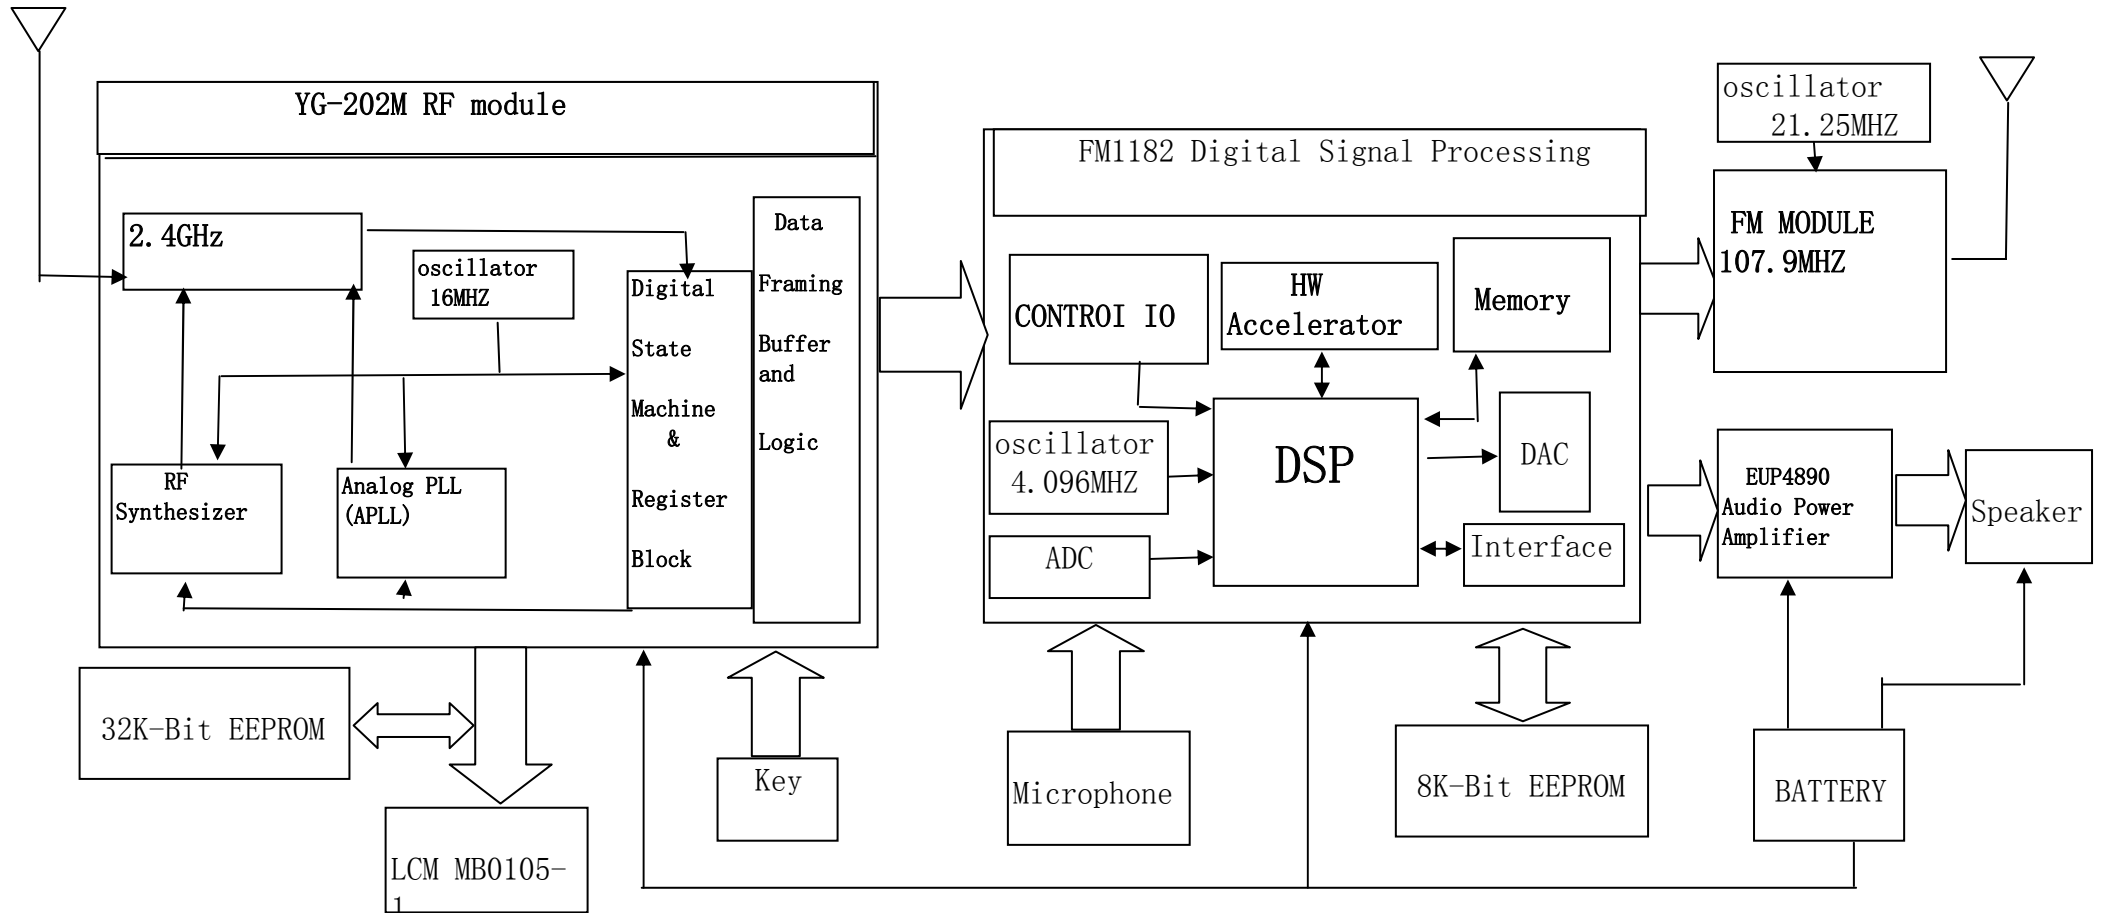 YG-202M RF module
2.4GHz
oscillator
16MHZ
Digital
State
Machine
&
Register
Block
Data
Framing
Buffer
and
Logic
RF
Synthesizer
Analog PLL
(APLL)
32K-Bit EEPROM
LCM MB0105-
1
Key
FM1182 Digital Signal Processing
CONTROI IO
HW
Accelerator
Memory
oscillator
4.096MHZ
DSP
DAC
ADC
Interface
Microphone
8K-Bit EEPROM
oscillator
21.25MHZ
FM MODULE
107.9MHZ
EUP4890
Audio Power
Amplifier
Speaker
BATTERY